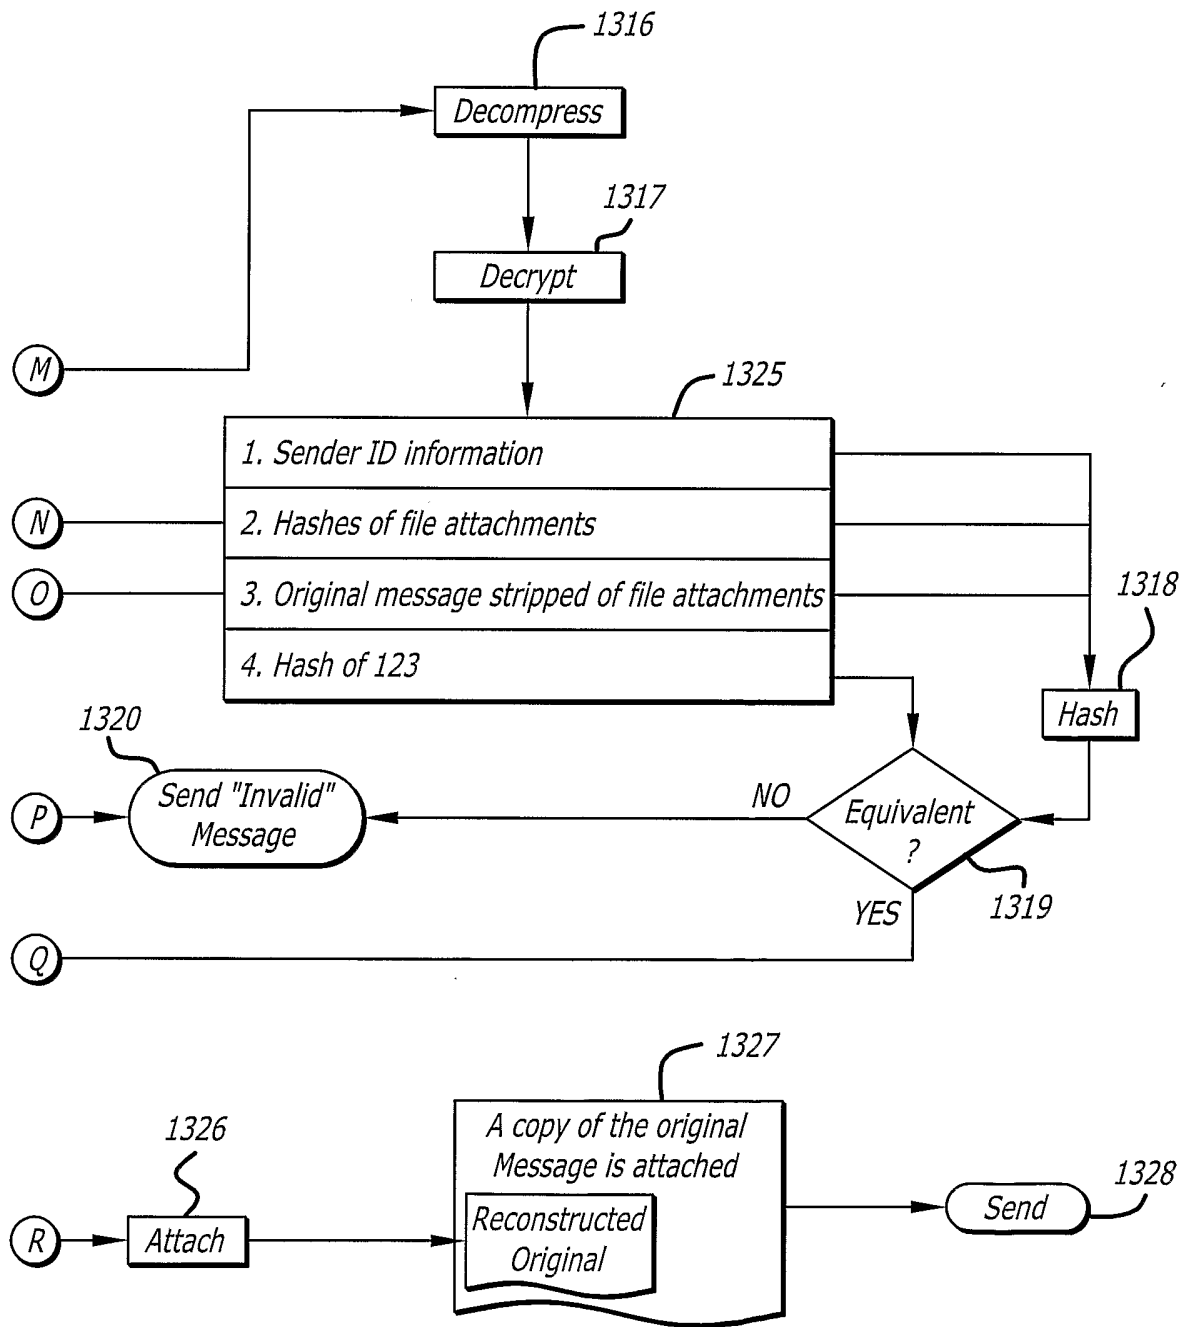 1316
Decompress
1317
Decrypt
M
1325
1. Sender ID information
N
2. Hashes of file attachments
O
3. Original message stripped of file attachments
1318
4. Hash of 123
Hash
1320
Send "Invalid"
Message
P
NO
Equivalent
?
1319
YES
Q
1327
A copy of the original
Message is attached
1326
1328
R
Attach
Reconstructed
Original
Send